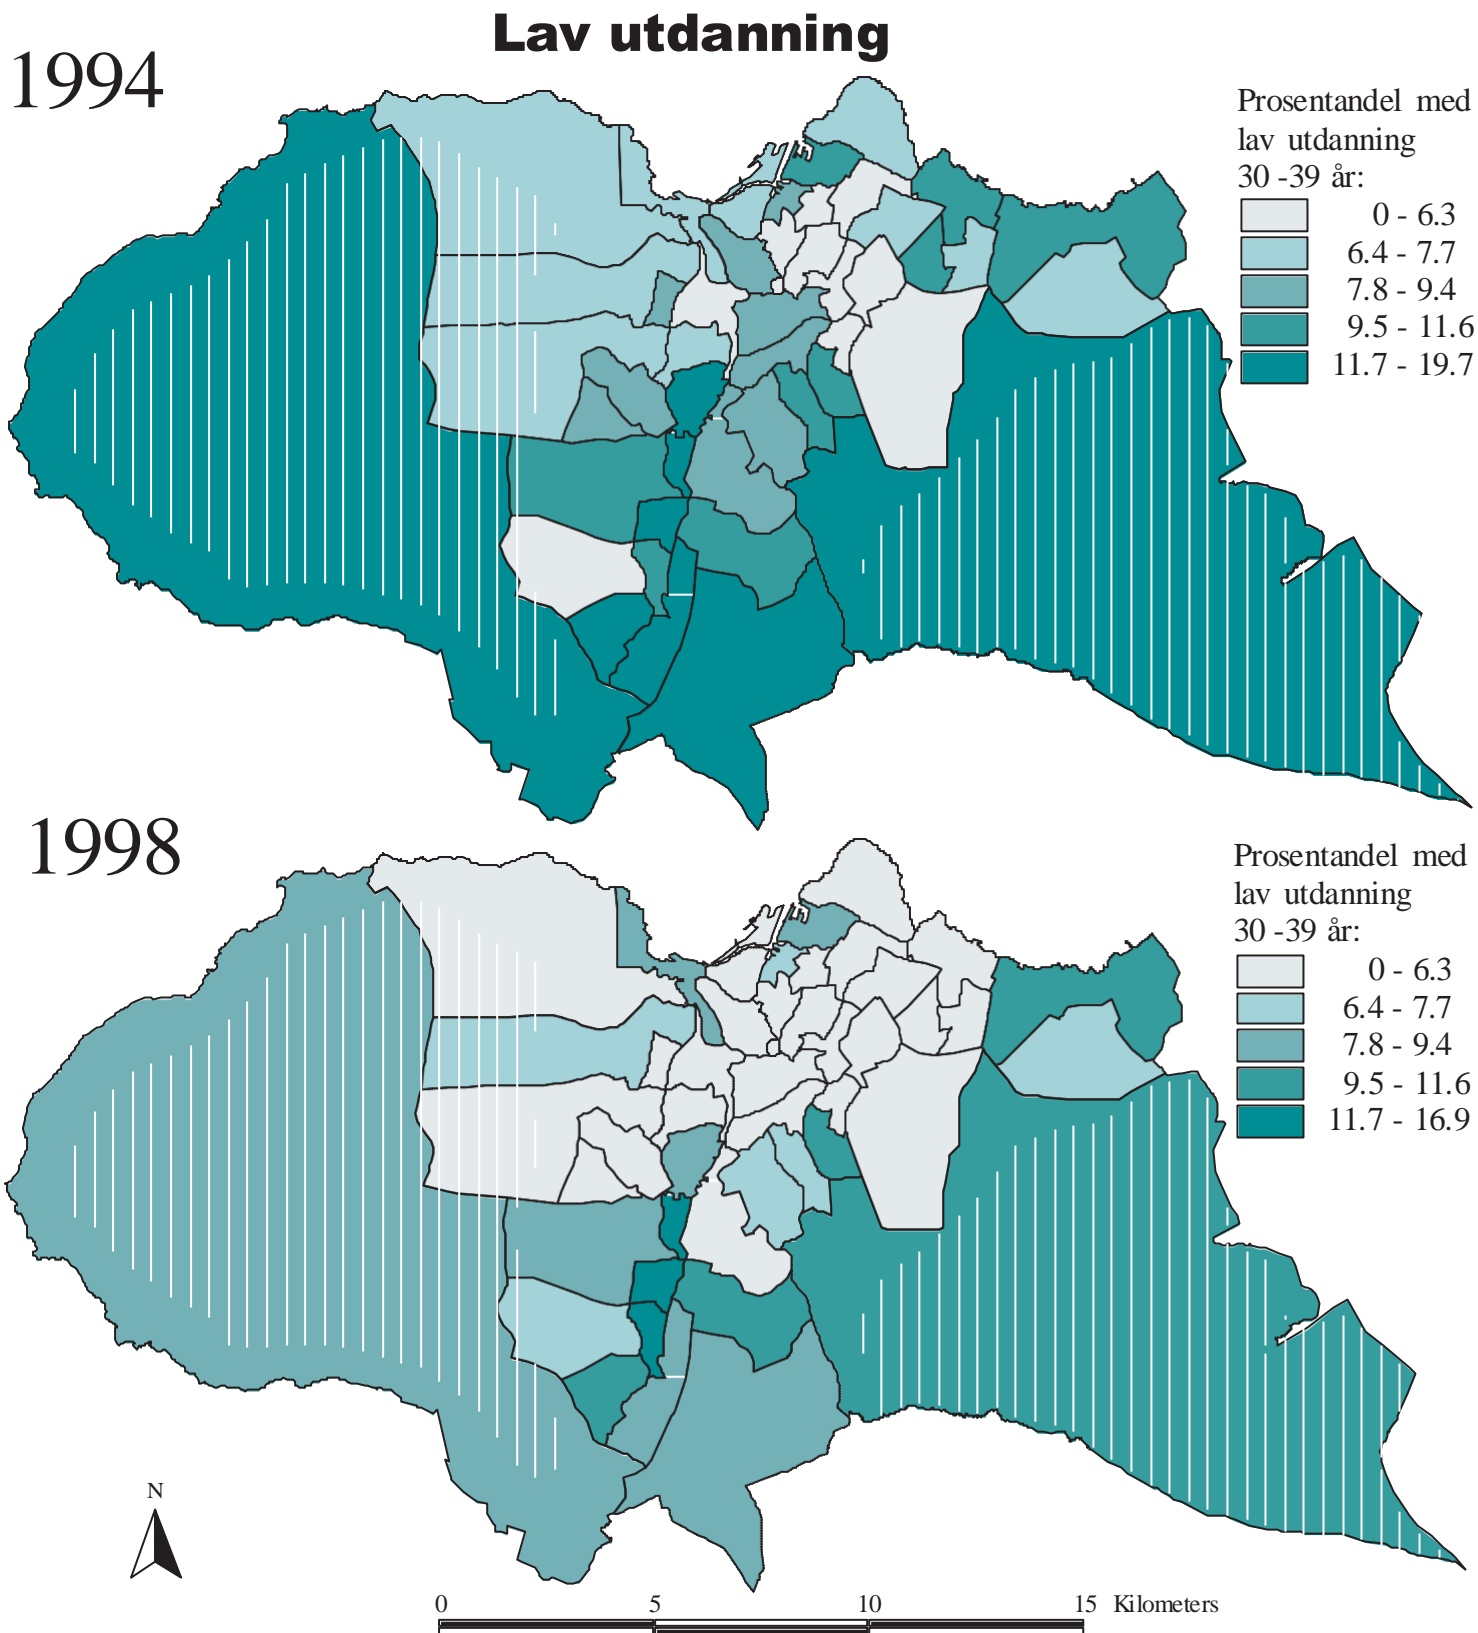 Lav utdanning
1994
Prosentandel med
lav utdanning
30 -39 år:
0 - 6.3
6.4 - 7.7
7.8 - 9.4
9.5 - 11.6
11.7 - 19.7
1998
Prosentandel med
lav utdanning
30 -39 år:
0 - 6.3
6.4 - 7.7
7.8 - 9.4
9.5 - 11.6
11.7 - 16.9
N
0 5 10 15 Kilometers